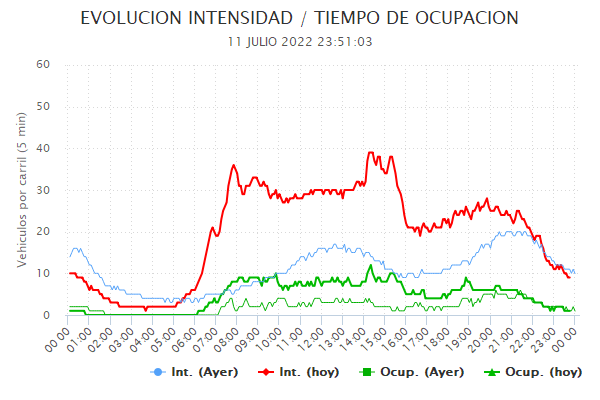 EVOLUCION INTENSIDAD / TIEMPO DE OCUPACION
11 JULIO 2022 23:51:03
Vehiculos por carril (5 min)
60
50
40
30
20
10
0
00:00 01:00 02:00 03:00 04:00 05:00 06:00 07:00 08:00 09:00 10:00 11:00 12:00 13:00 14:00 15:00 16:00 17:00 18:00 19:00 20:00 21:00 22:00 23:00 00:00
Int. (Ayer) Int. (hoy) Ocup. (Ayer) Ocup. (hoy)